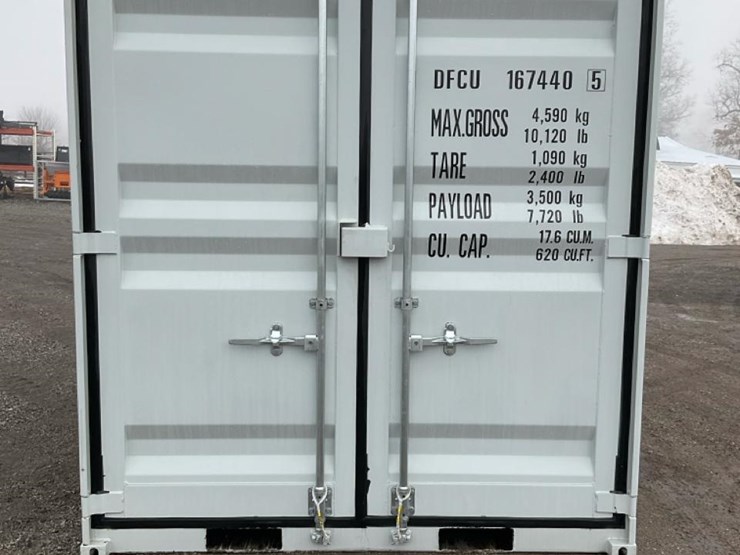 DFCU 167440 5
MAX.GROSS 4,590 kg
10,120 lb
TARE 1,090 kg
2,400 lb
PAYLOAD 3,500 kg
7,720 lb
CU. CAP. 17.6 CU.M.
620 CU.FT.